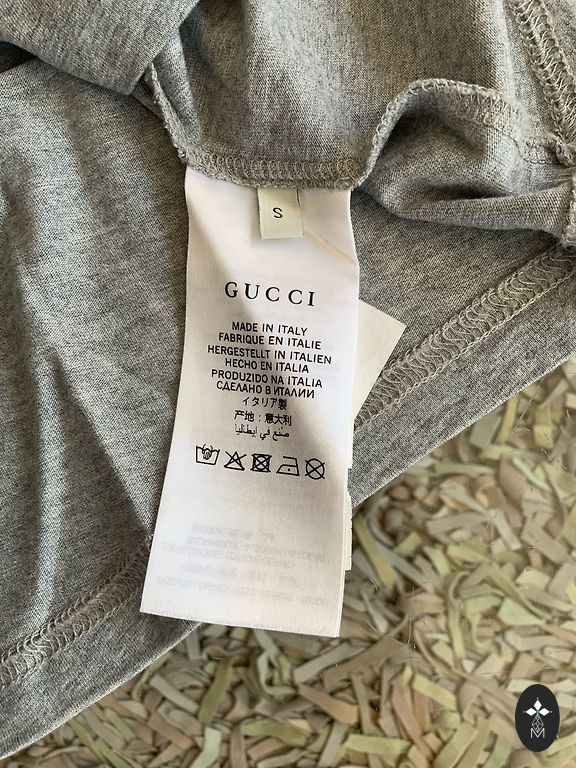 S
GUCCI
MADE IN ITALY
FABRIQUE EN ITALIE
HERGESTELLT IN ITALIEN
HECHO EN ITALIA
PRODUZIDO NA ITALIA
СДЕЛАНО В ИТАЛИИ
イタリア製
产地：意大利
صنع في إيطاليا
M